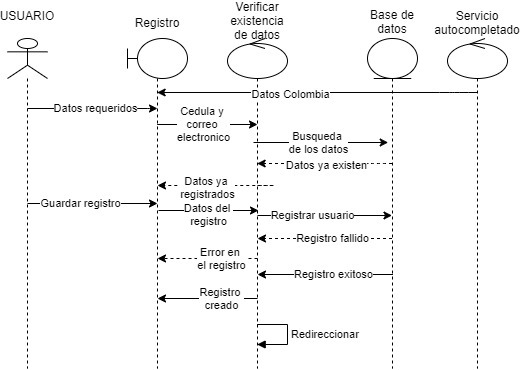 USUARIO
Registro
Verificar
existencia
de datos
Base de
datos
Servicio
autocompletado
Datos Colombia
Datos requeridos
Cedula y
correo
electronico
Busqueda
de los datos
Datos ya existen
Datos ya
registrados
Guardar registro
Datos del
registro
Registrar usuario
Registro fallido
Error en
el registro
Registro exitoso
Registro
creado
Redireccionar